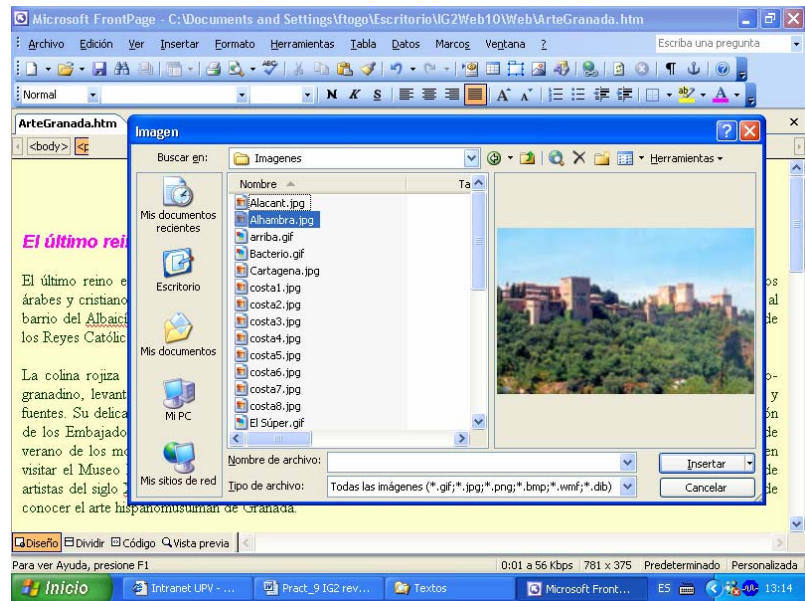 Microsoft FrontPage - C:\Documents and Settings\ftogo\Escritorio\IG2Web10\Web\ArteGranada.htm
Archivo Edición Ver Insertar Formato Herramientas Tabla Datos Marcos Ventana ? Escriba una pregunta
Normal N K S
ArteGranada.htm
<body>
Imagen
Buscar en: Imagenes Herramientas
Mis documentos recientes
Escritorio
Mis documentos
Mi PC
Mis sitios de red
Nombre Ta
Alacant.jpg
Alhambra.jpg
arriba.gif
Bacterio.gif
Cartagena.jpg
costa1.jpg
costa2.jpg
costa3.jpg
costa4.jpg
costa5.jpg
costa6.jpg
costa7.jpg
costa8.jpg
El Súper.gif
Nombre de archivo: Insertar
Tipo de archivo: Todas las imágenes (*.gif;*.jpg;*.png;*.bmp;*.wmf;*.dib) Cancelar
El último rei
El último reino e os
árabes y cristiano al
barrio del Albaicí de
los Reyes Católic
La colina rojiza o-
granadino, levant y
fuentes. Su delica ón
de los Embajado de
verano de los mo en
visitar el Museo de
artistas del siglo de
conocer el arte hispanomusulmán de Granada.
Diseño Dividir Código Vista previa
Para ver Ayuda, presione F1 0:01 a 56 Kbps 781 x 375 Predeterminado Personalizada
Inicio Intranet UPV - ... Pract_9 IG2 rev... Textos Microsoft Front... ES 13:14